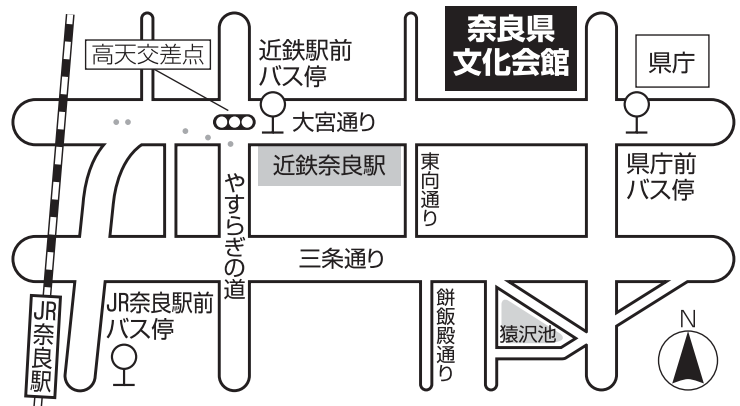 奈良県
文化会館
高天交差点
近鉄駅前
バス停
県庁
大宮通り
近鉄奈良駅
東向通り
県庁前
バス停
やすらぎの道
三条通り
JR奈良駅前
バス停
JR奈良駅
餅飯殿通り
猿沢池
N